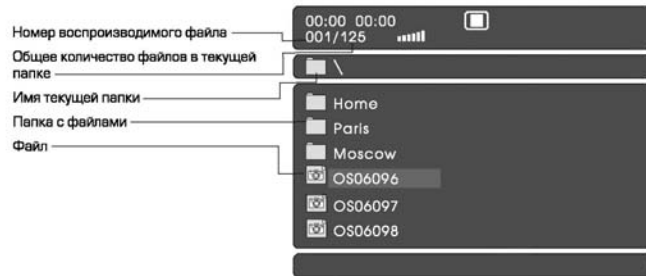 00:00 00:00
Номер воспроизводимого файла
001/125
Общее количество файлов в текущей
папке
\
Имя текущей папки
Home
Папка с файлами
Paris
Файл
Moscow
OS06096
OS06097
OS06098